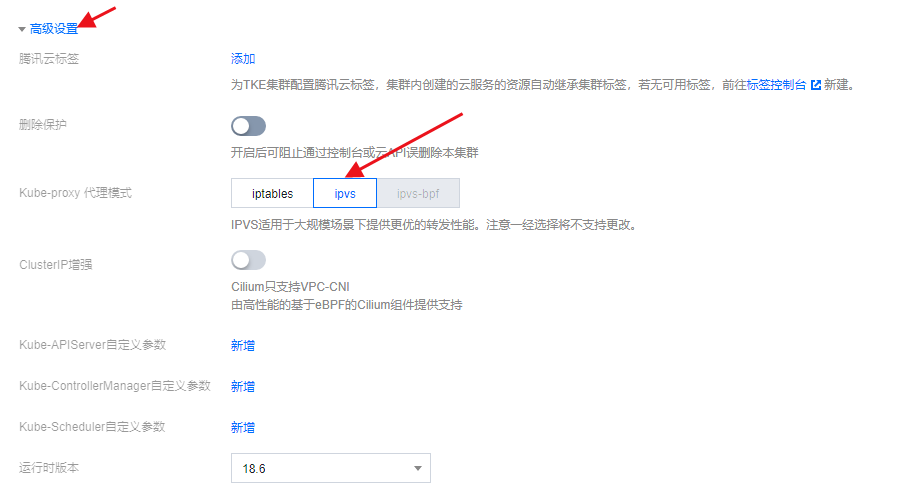 高级设置
腾讯云标签 添加
为TKE集群配置腾讯云标签，集群内创建的云服务的资源自动继承集群标签，若无可用标签，前往标签控制台 新建。
删除保护
开启后可阻止通过控制台或云API误删除本集群
Kube-proxy 代理模式 iptables ipvs ipvs-bpf
IPVS适用于大规模场景下提供更优的转发性能。注意一经选择将不支持更改。
ClusterIP增强
Cilium只支持VPC-CNI
由高性能的基于eBPF的Cilium组件提供支持
Kube-APIServer自定义参数 新增
Kube-ControllerManager自定义参数 新增
Kube-Scheduler自定义参数 新增
运行时版本 18.6